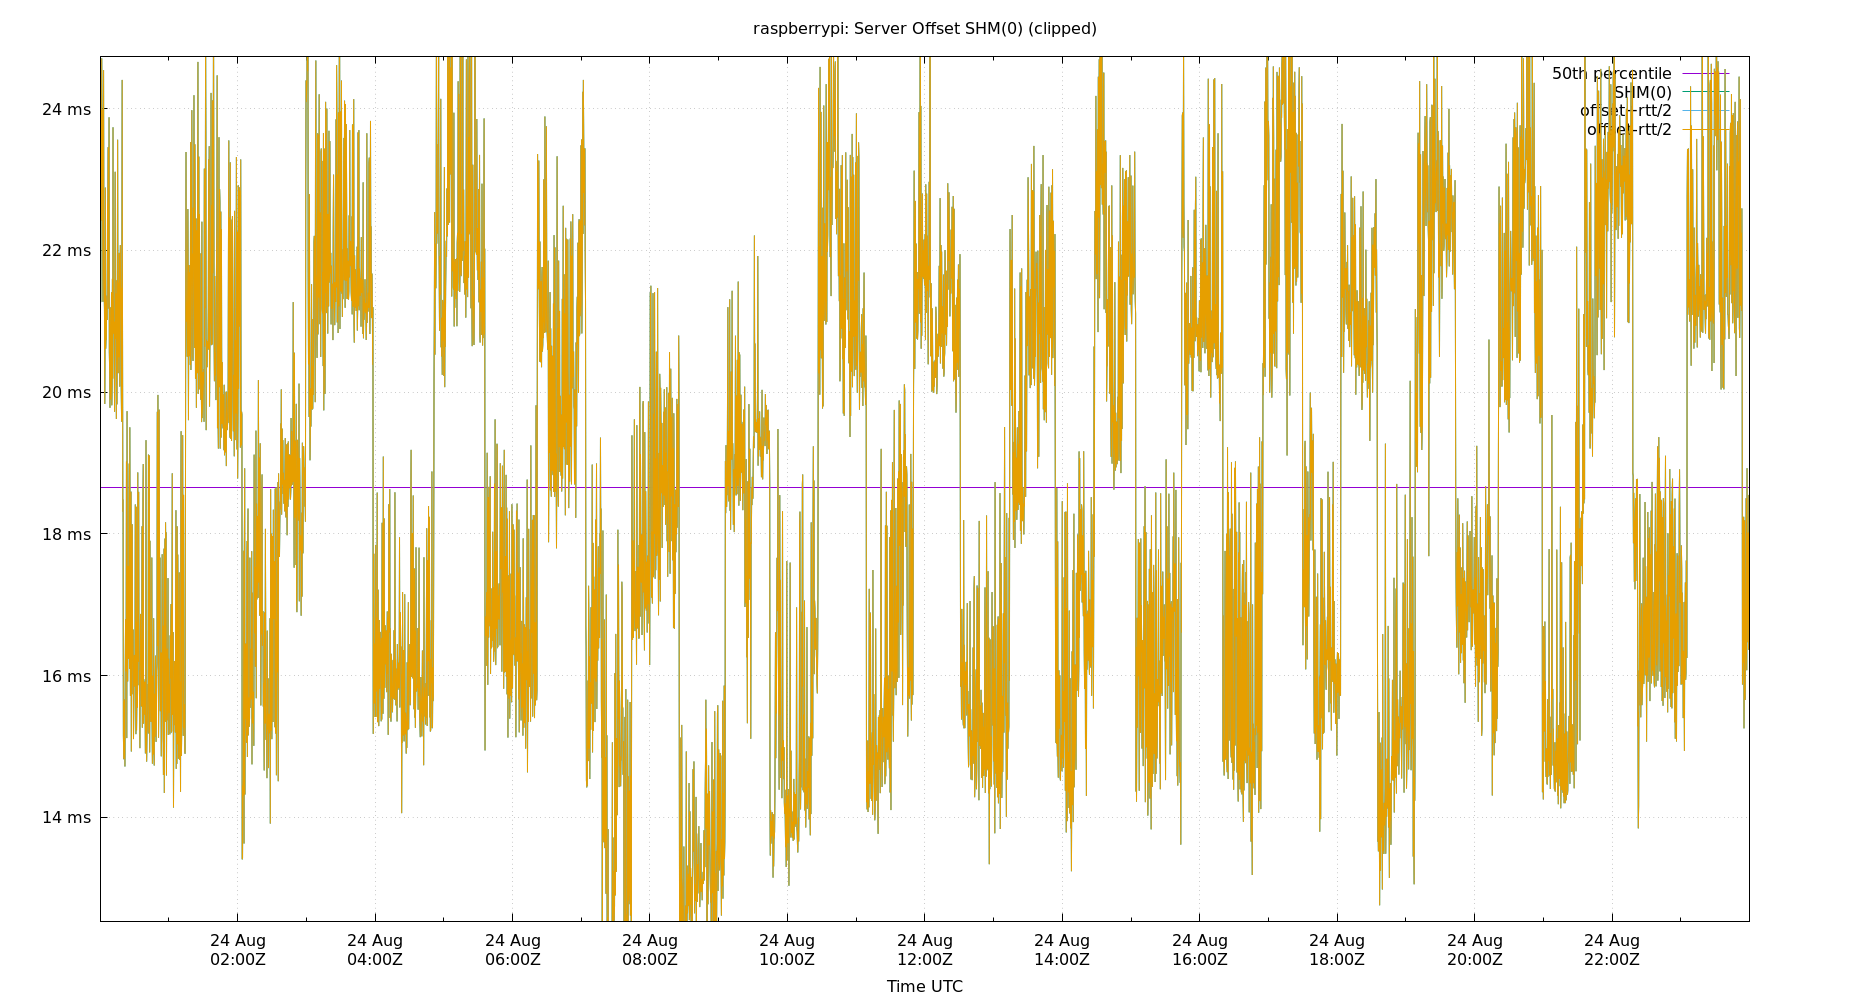 raspberrypi: Server Offset SHM(0) (clipped)
50th percentile
SHM(0)
offset+rtt/2
offset-rtt/2
24 ms
22 ms
20 ms
18 ms
16 ms
14 ms
24 Aug 02:00Z
24 Aug 04:00Z
24 Aug 06:00Z
24 Aug 08:00Z
24 Aug 10:00Z
24 Aug 12:00Z
24 Aug 14:00Z
24 Aug 16:00Z
24 Aug 18:00Z
24 Aug 20:00Z
24 Aug 22:00Z
Time UTC